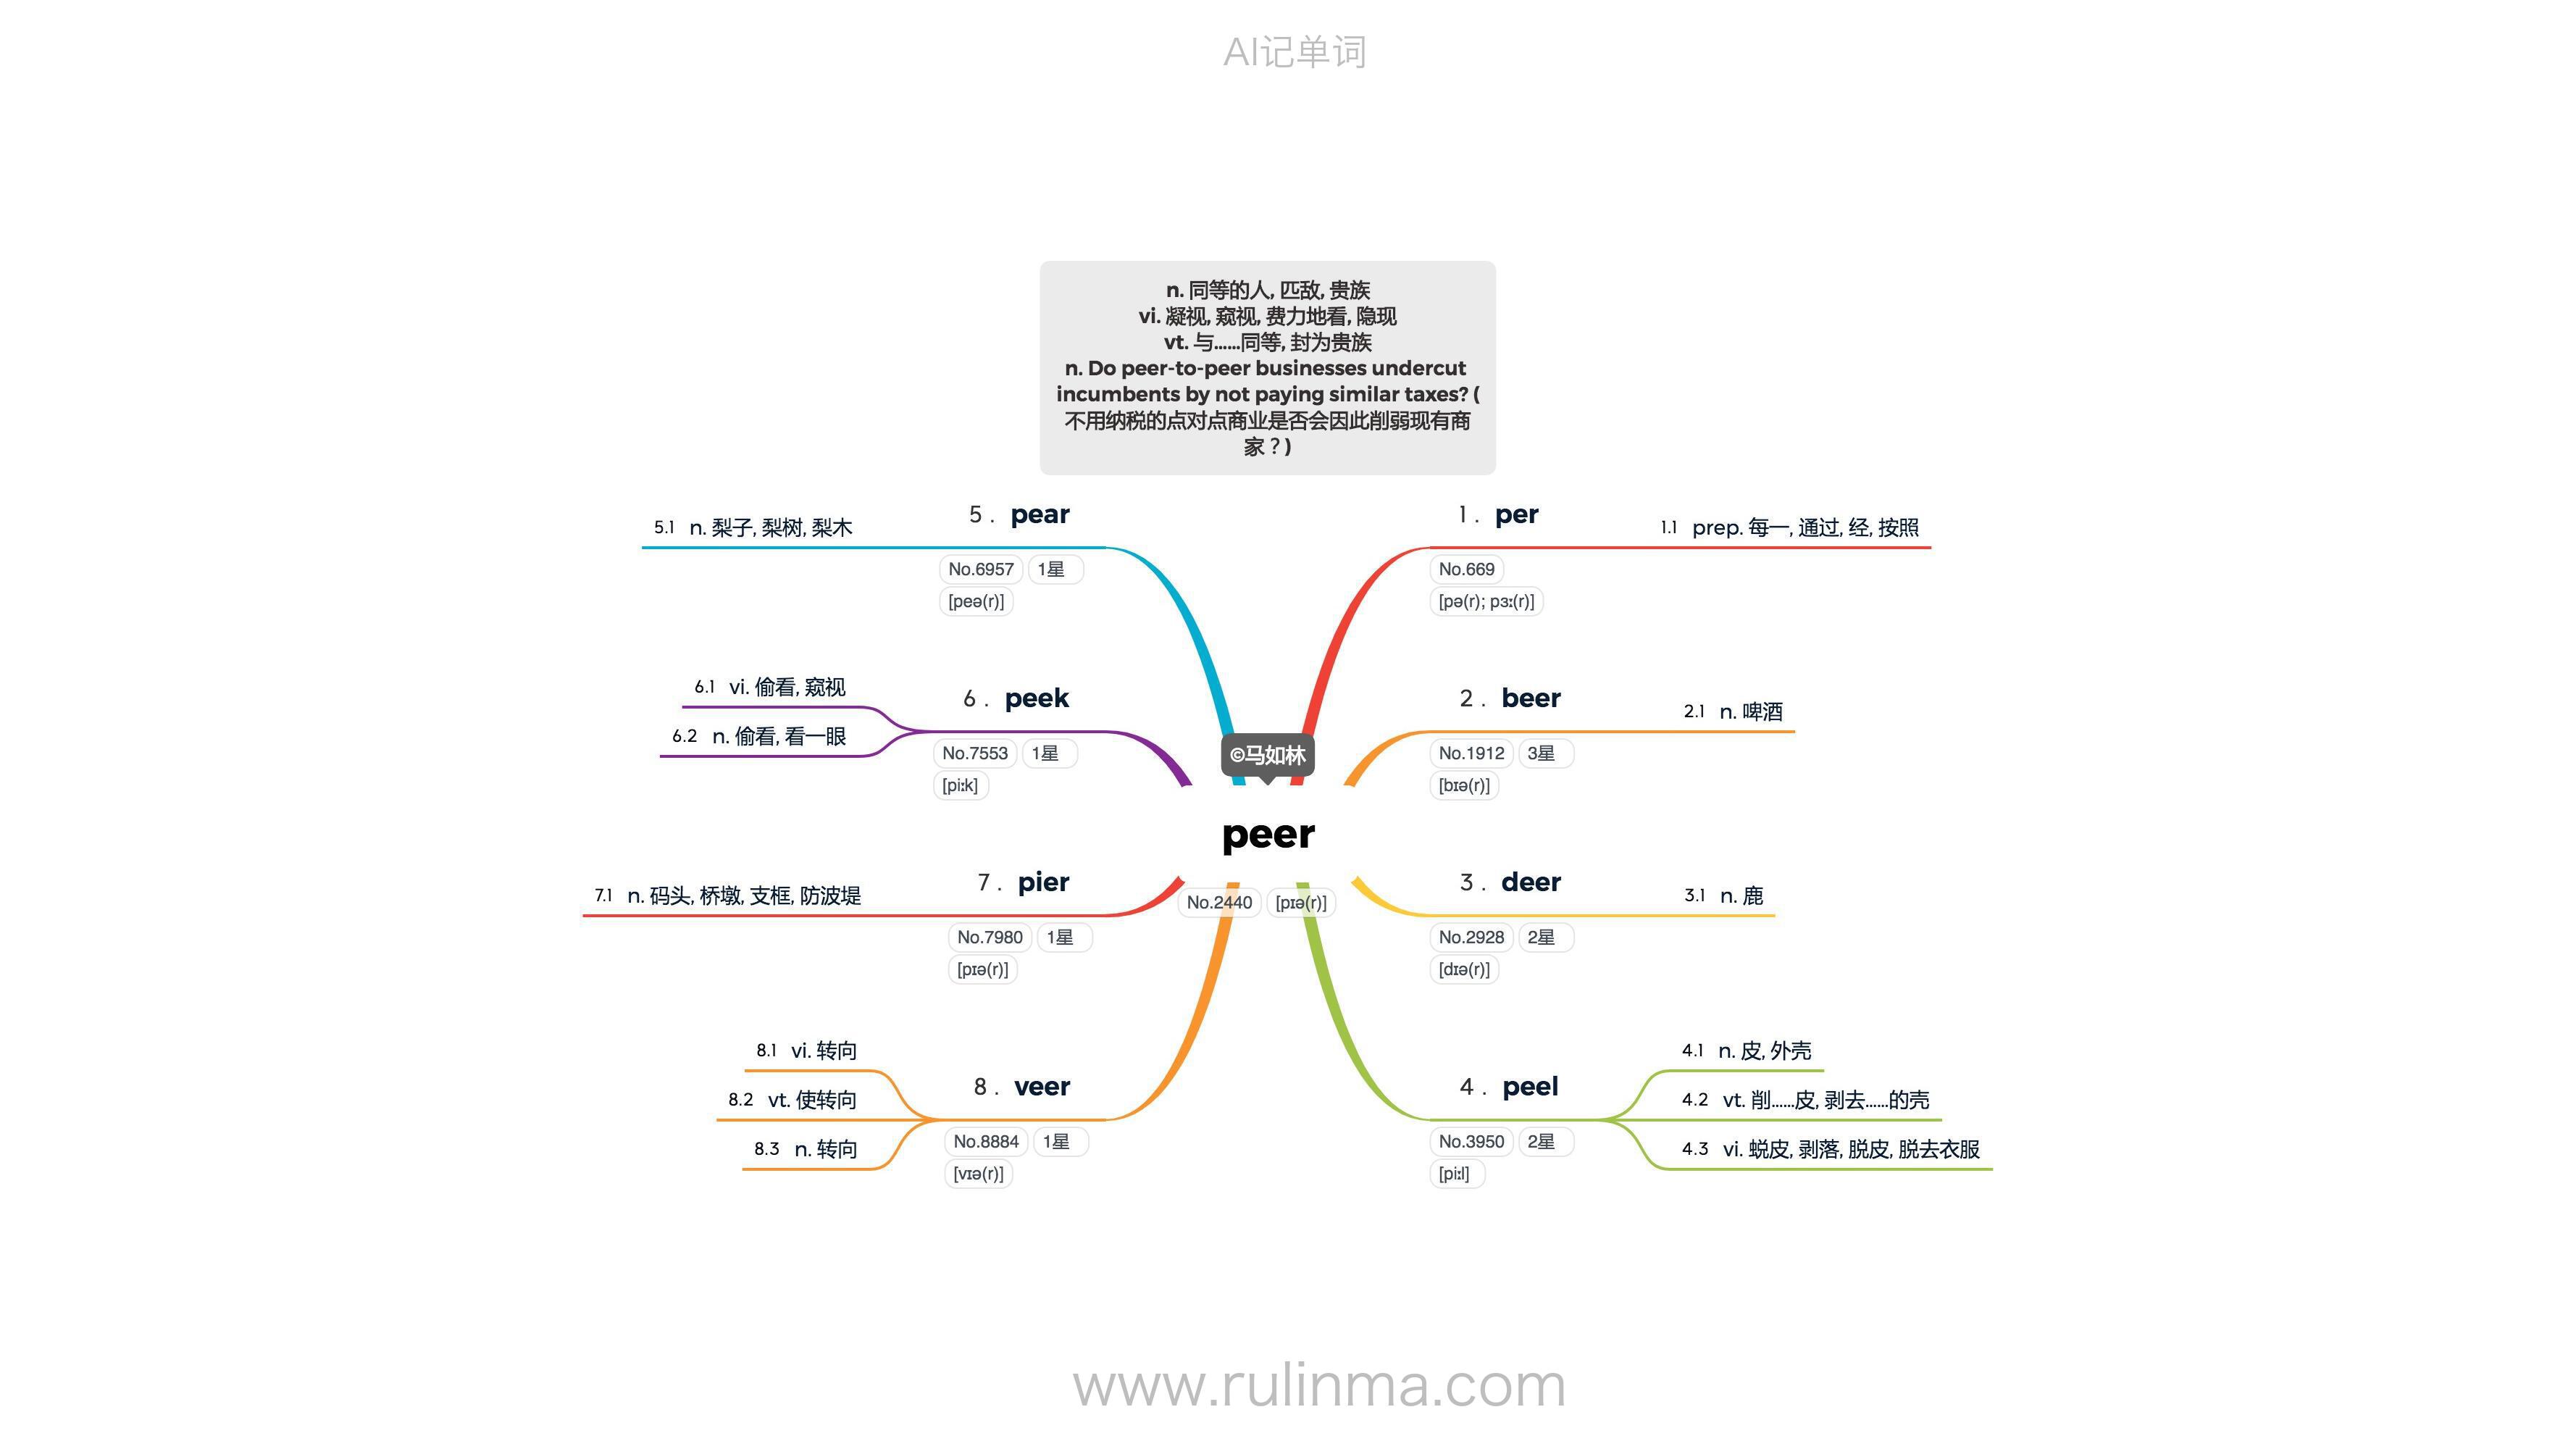 AI记单词
n. 同等的人, 匹敌, 贵族
vi. 凝视, 窥视, 费力地看, 隐现
vt. 与……同等, 封为贵族
n. Do peer-to-peer businesses undercut
incumbents by not paying similar taxes? (
不用纳税的点对点商业是否会因此削弱现有商
家？)
©马如林
peer
No.2440 [pɪə(r)]
1. per
No.669
[pə(r); pɜː(r)]
1.1 prep. 每一, 通过, 经, 按照
2. beer
No.1912 3星
[bɪə(r)]
2.1 n. 啤酒
3. deer
No.2928 2星
[dɪə(r)]
3.1 n. 鹿
4. peel
No.3950 2星
[piːl]
4.1 n. 皮, 外壳
4.2 vt. 削……皮, 剥去……的壳
4.3 vi. 蜕皮, 剥落, 脱皮, 脱去衣服
5. pear
No.6957 1星
[peə(r)]
5.1 n. 梨子, 梨树, 梨木
6. peek
No.7553 1星
[piːk]
6.1 vi. 偷看, 窥视
6.2 n. 偷看, 看一眼
7. pier
No.7980 1星
[pɪə(r)]
7.1 n. 码头, 桥墩, 支框, 防波堤
8. veer
No.8884 1星
[vɪə(r)]
8.1 vi. 转向
8.2 vt. 使转向
8.3 n. 转向
www.rulinma.com